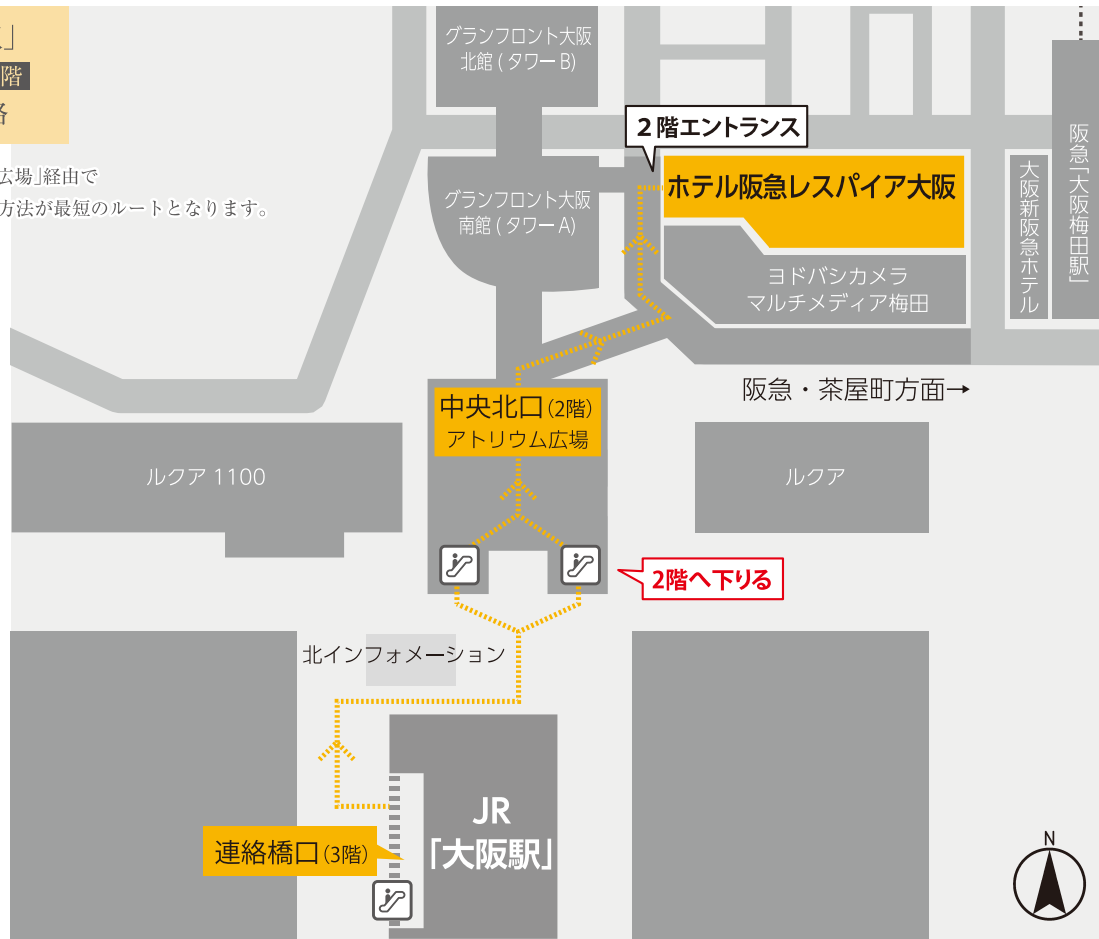 」
階
広場」経由で
方法が最短のルートとなります。
グランフロント大阪
北館(タワーB)
2階エントランス
ホテル阪急レスパイア大阪
グランフロント大阪
南館(タワーA)
ヨドバシカメラ
マルチメディア梅田
大阪新阪急ホテル
阪急「大阪梅田駅」
阪急・茶屋町方面→
中央北口(2階)
アトリウム広場
ルクア1100
ルクア
2階へ下りる
北インフォメーション
JR
「大阪駅」
連絡橋口(3階)
N